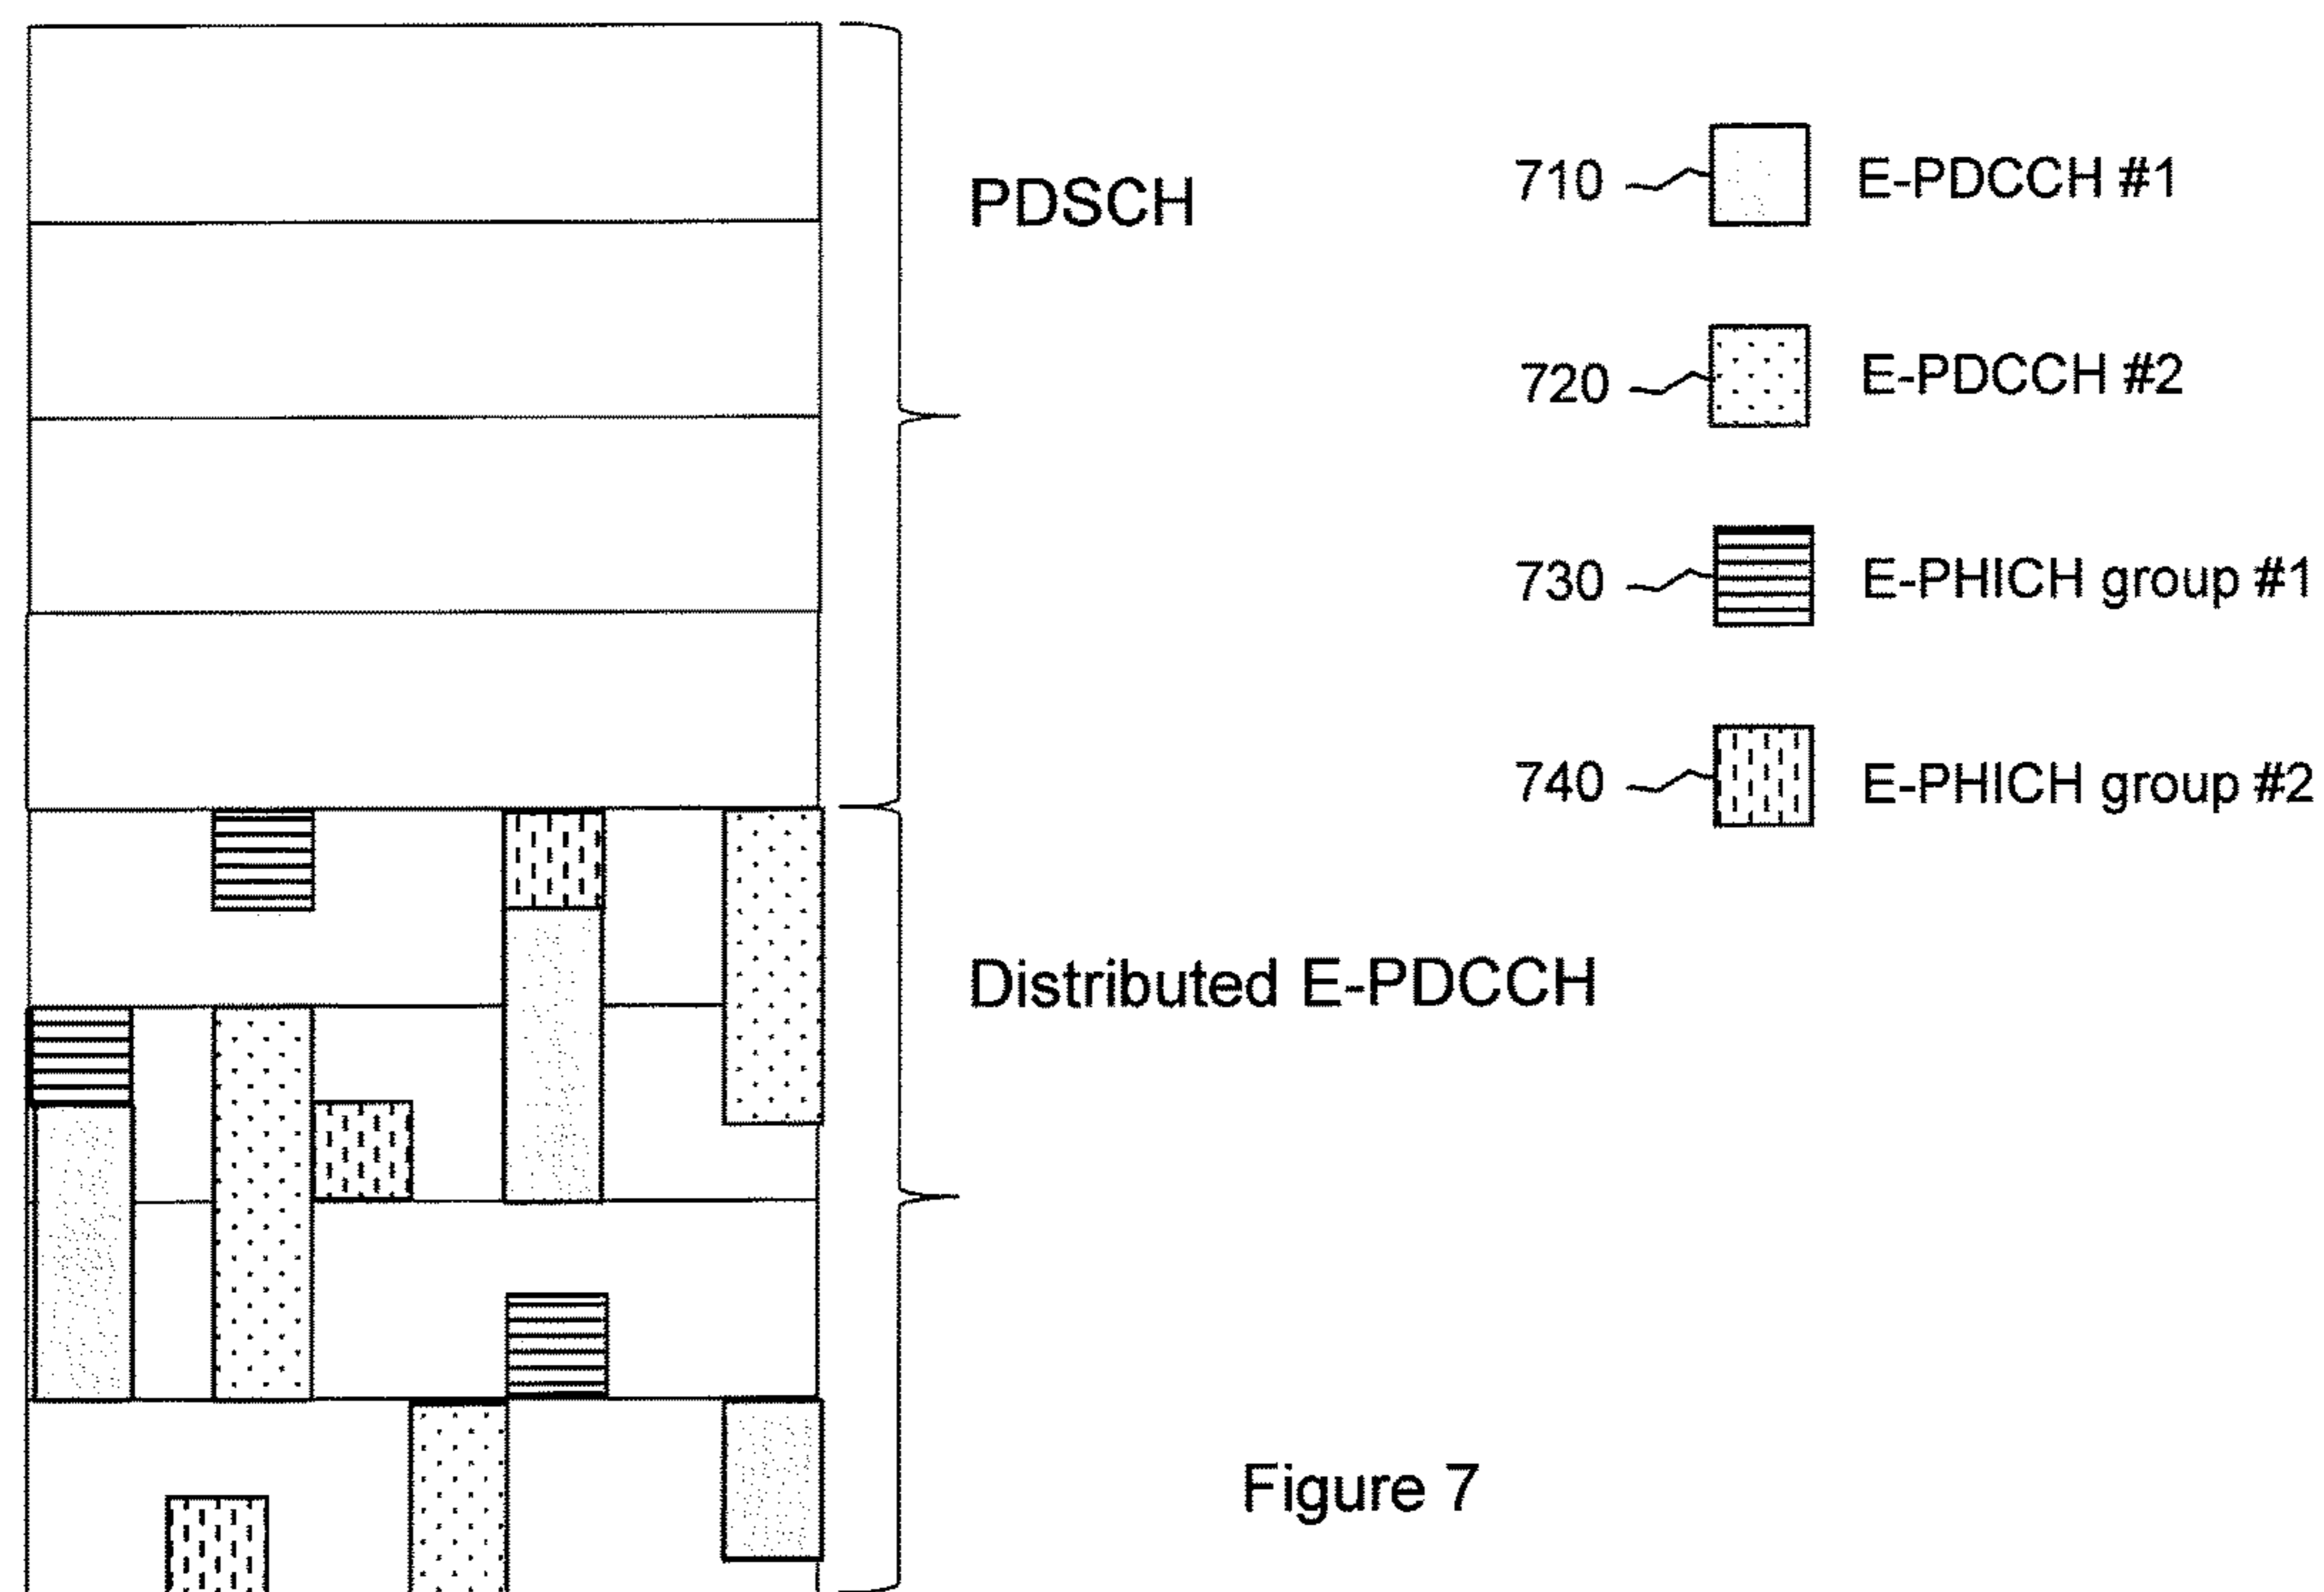 PDSCH
710 E-PDCCH #1
720 E-PDCCH #2
730 E-PHICH group #1
740 E-PHICH group #2
Distributed E-PDCCH
Figure 7